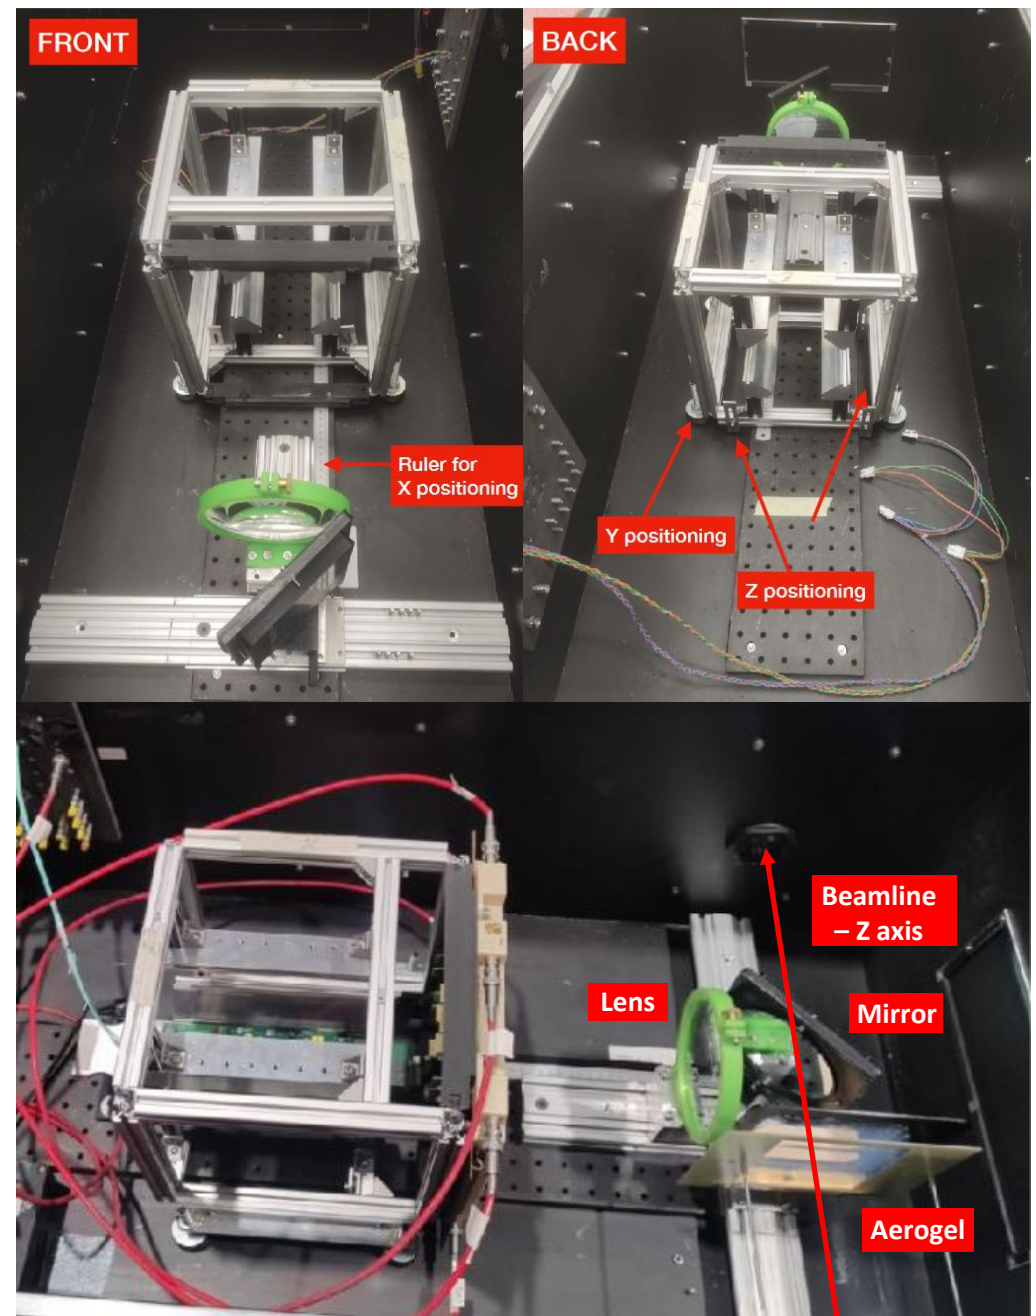 FRONT
BACK
Ruler for
X positioning
Y positioning
Z positioning
Beamline
– Z axis
Lens
Mirror
Aerogel